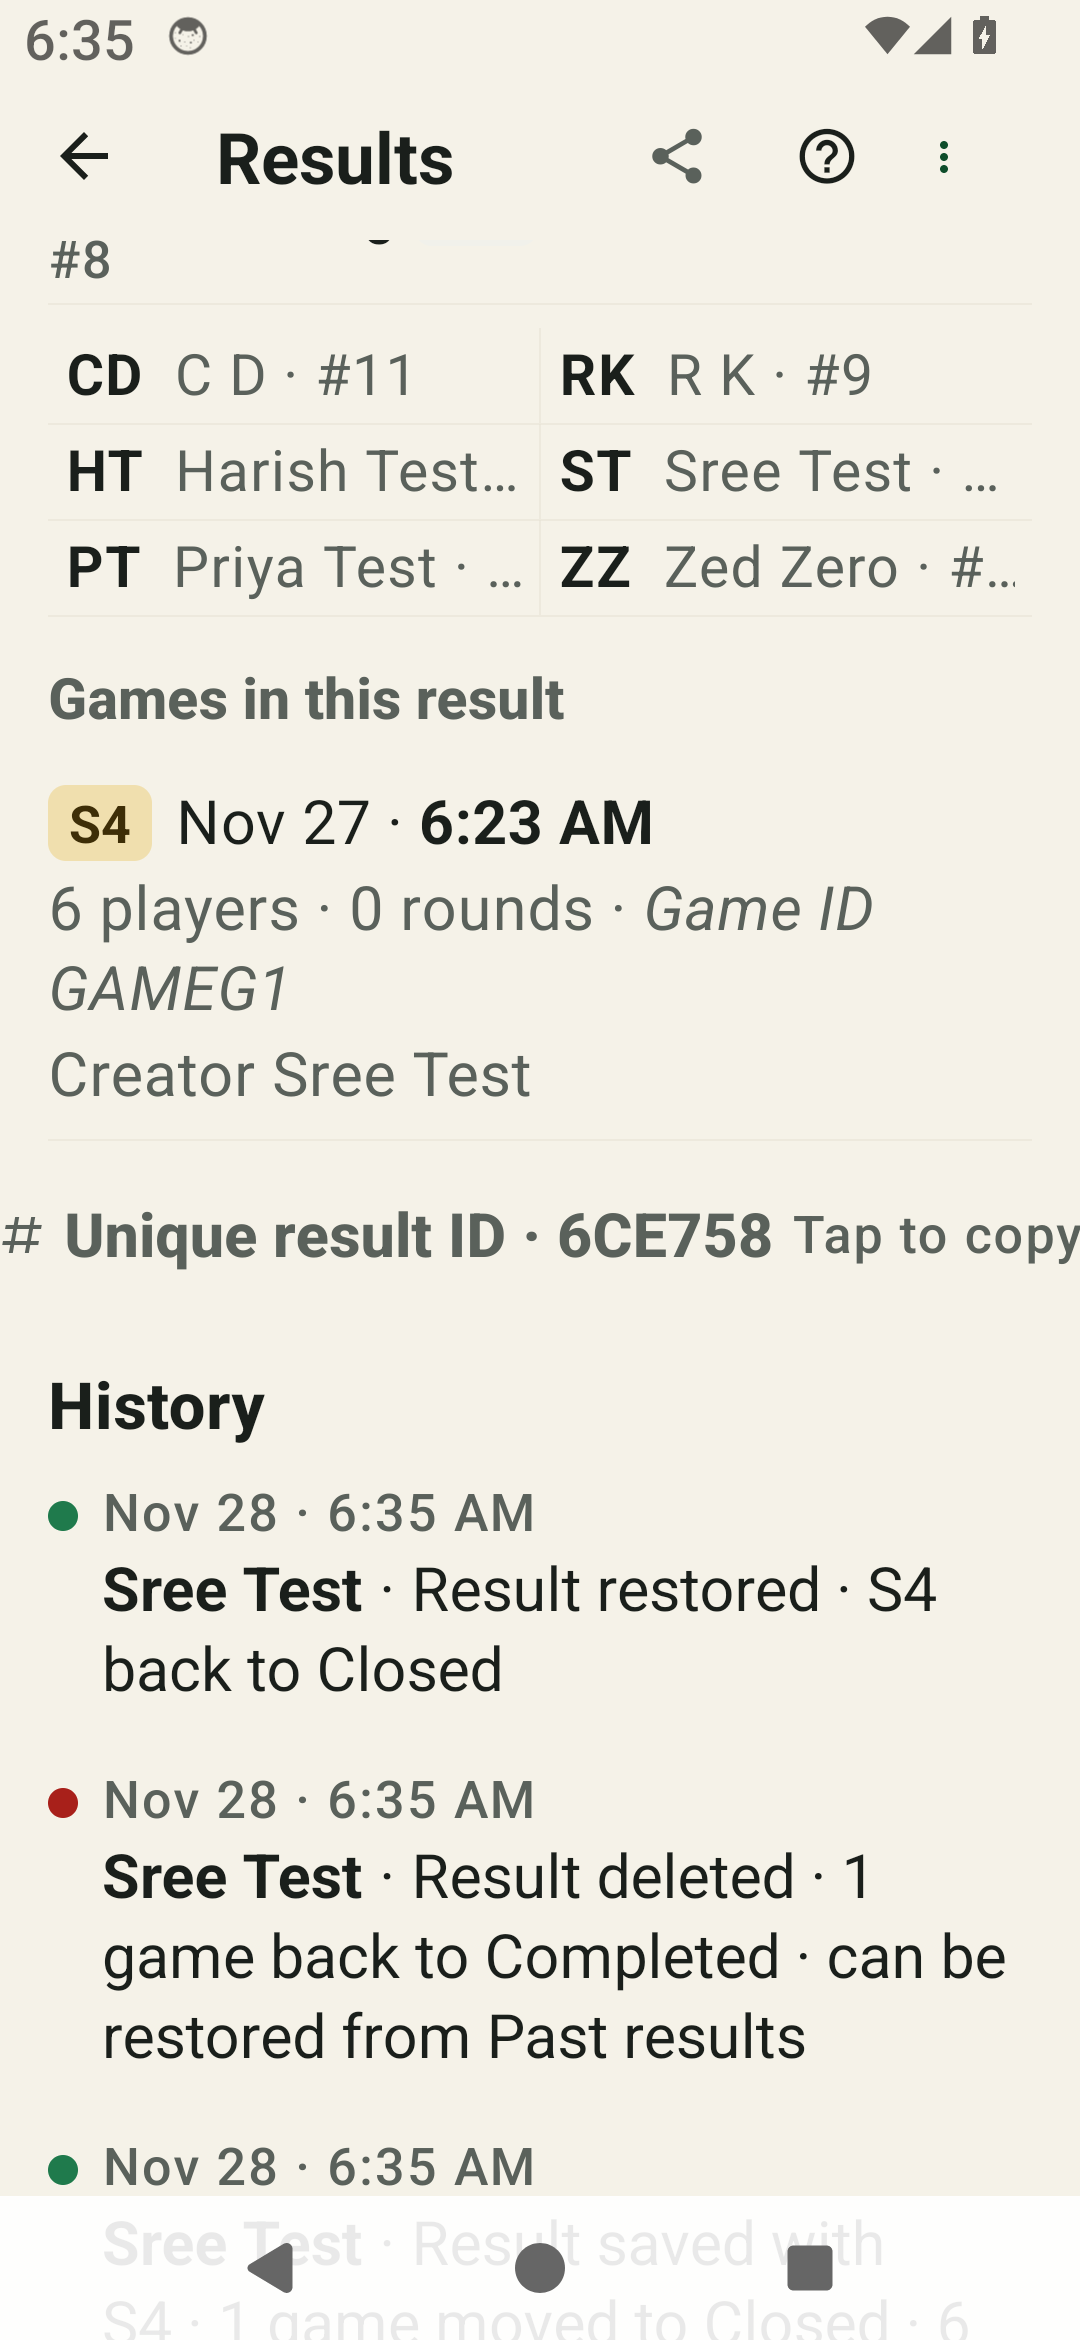 6:35
Results
#8
CD C D · #11
RK R K · #9
HT Harish Test…
ST Sree Test · …
PT Priya Test · …
ZZ Zed Zero · #…
Games in this result
S4 Nov 27 · 6:23 AM
6 players · 0 rounds · Game ID
GAMEG1
Creator Sree Test
# Unique result ID · 6CE758 Tap to copy
History
Nov 28 · 6:35 AM
Sree Test · Result restored · S4
back to Closed
Nov 28 · 6:35 AM
Sree Test · Result deleted · 1
game back to Completed · can be
restored from Past results
Nov 28 · 6:35 AM
Sree Test · Result saved with
S4 · 1 game moved to Closed · 6